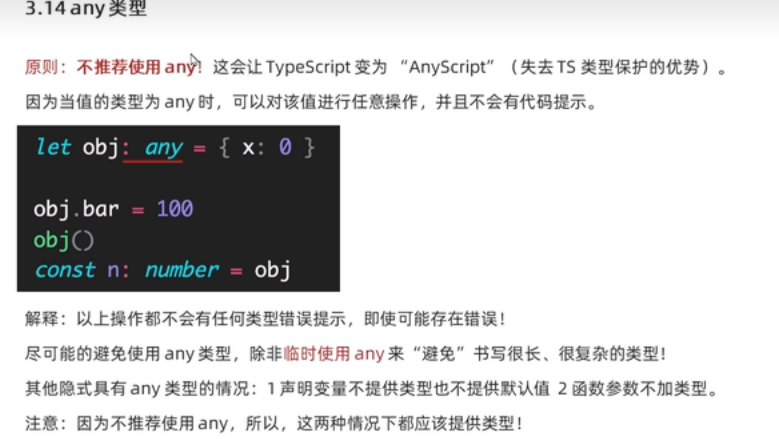 3.14 any 类型
原则：不推荐使用 any！这会让 TypeScript 变为 “AnyScript”（失去 TS 类型保护的优势）。
因为当值的类型为 any 时，可以对该值进行任意操作，并且不会有代码提示。
let obj: any = { x: 0 }
obj.bar = 100
obj()
const n: number = obj
解释：以上操作都不会有任何类型错误提示，即使可能存在错误！
尽可能的避免使用 any 类型，除非临时使用 any 来 “避免” 书写很长、很复杂的类型！
其他隐式具有 any 类型的情况：1 声明变量不提供类型也不提供默认值 2 函数参数不加类型。
注意：因为不推荐使用 any，所以，这两种情况下都应该提供类型！